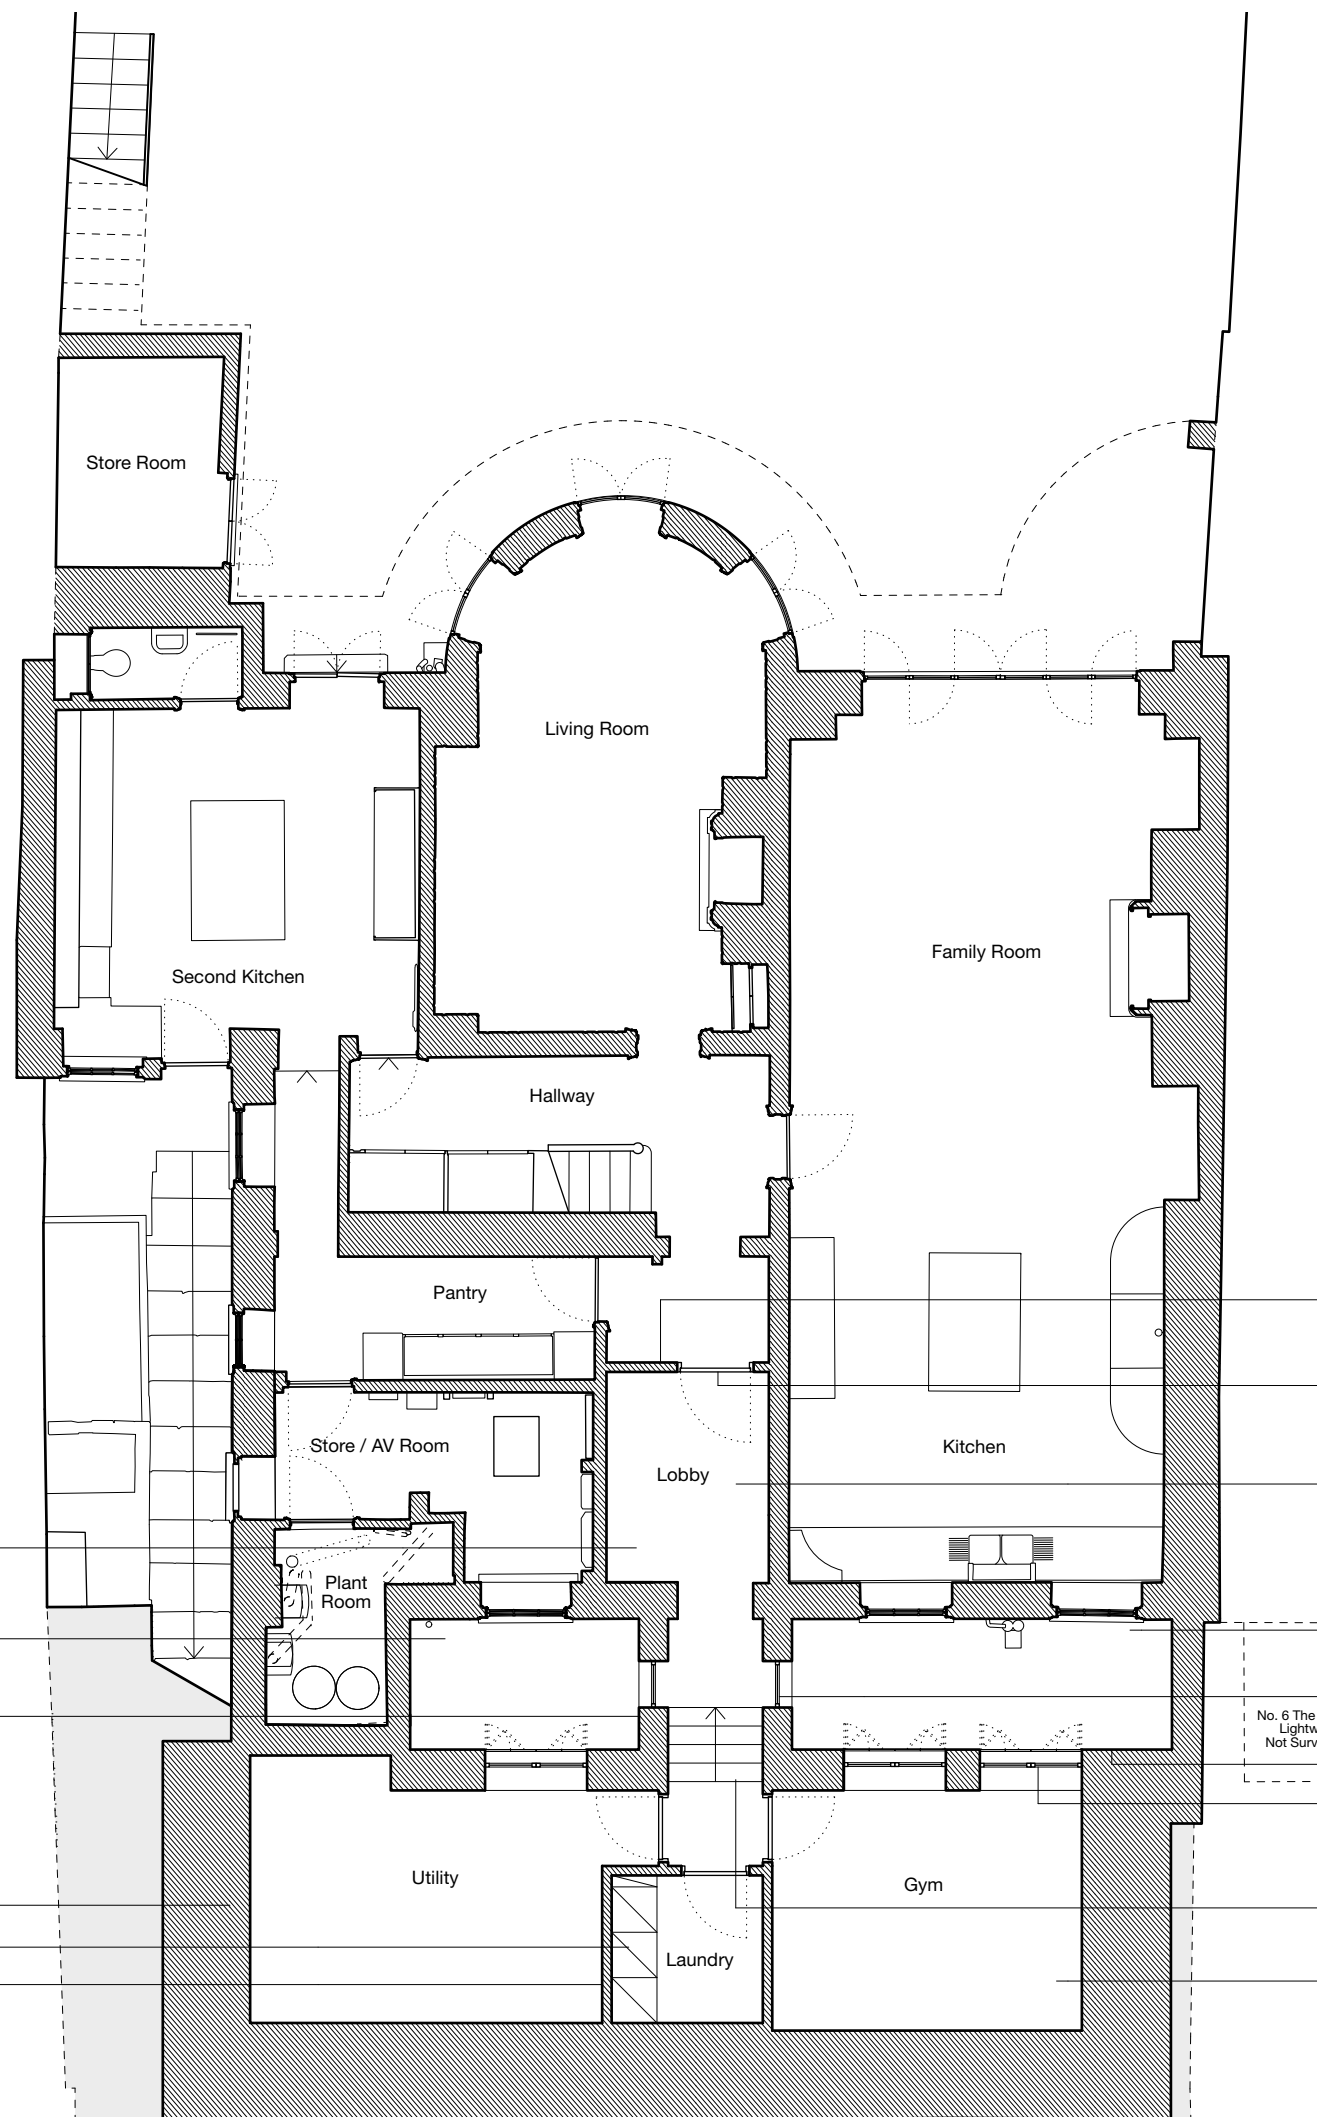 Store Room
Living Room
Family Room
Second Kitchen
Hallway
Pantry
Store / AV Room
Kitchen
Lobby
Plant
Room
No. 6 The
Lightw
Not Surv
Utility
Gym
Laundry